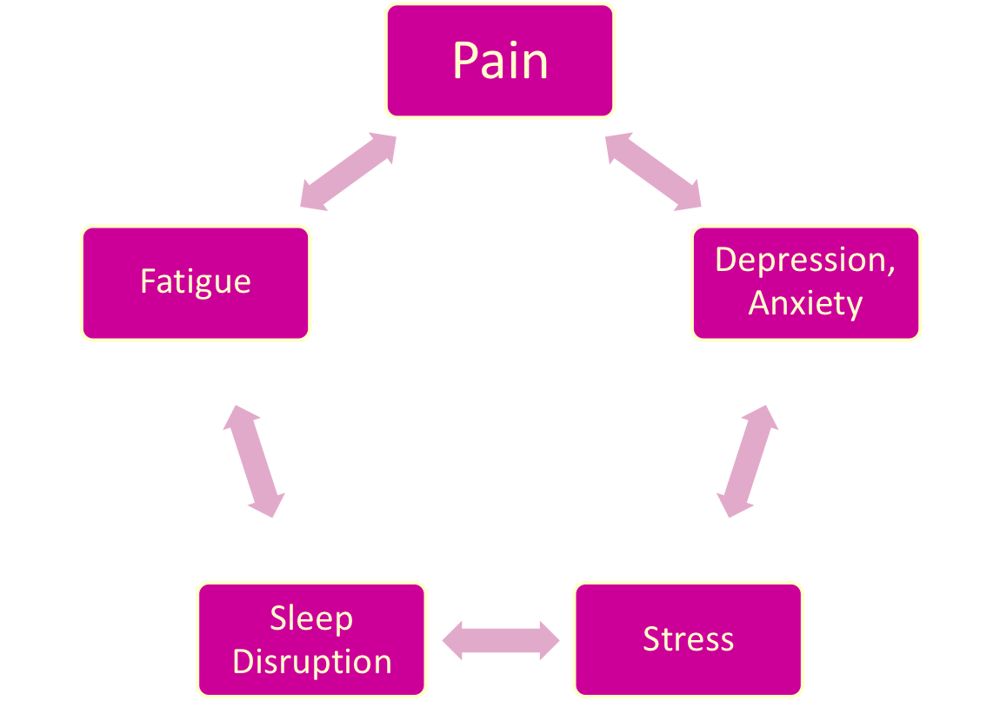 Pain
Fatigue
Depression,
Anxiety
Sleep
Disruption
Stress